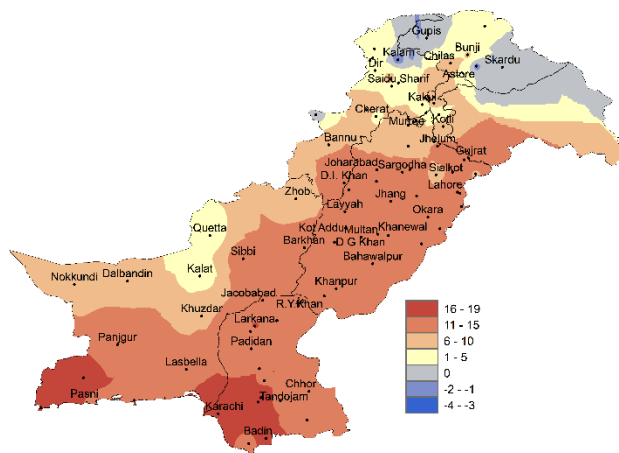 Gupis
Kalam
Bunji
Chilas
Dir
Skardu
Astore
Saidu Sharif
Kakul
Cherat
Murree
Kotli
Bannu
Jhelum
Gujrat
Joharabad
Sargodha
Sialkot
D.I. Khan
Zhob
Jhang
Lahore
Layyah
Okara
Quetta
Kot Addu
Multan
Khanewal
Barkhan
D G Khan
Sibbi
Bahawalpur
Kalat
Nokkundi
Dalbandin
Khanpur
Jacobabad
R.Y.Khan
Khuzdar
Larkana
Panjgur
Padidan
Lasbella
Chhor
Pasni
Tandojam
Karachi
Badin
16 - 19
11 - 15
6 - 10
1 - 5
0
-2 - -1
-4 - -3